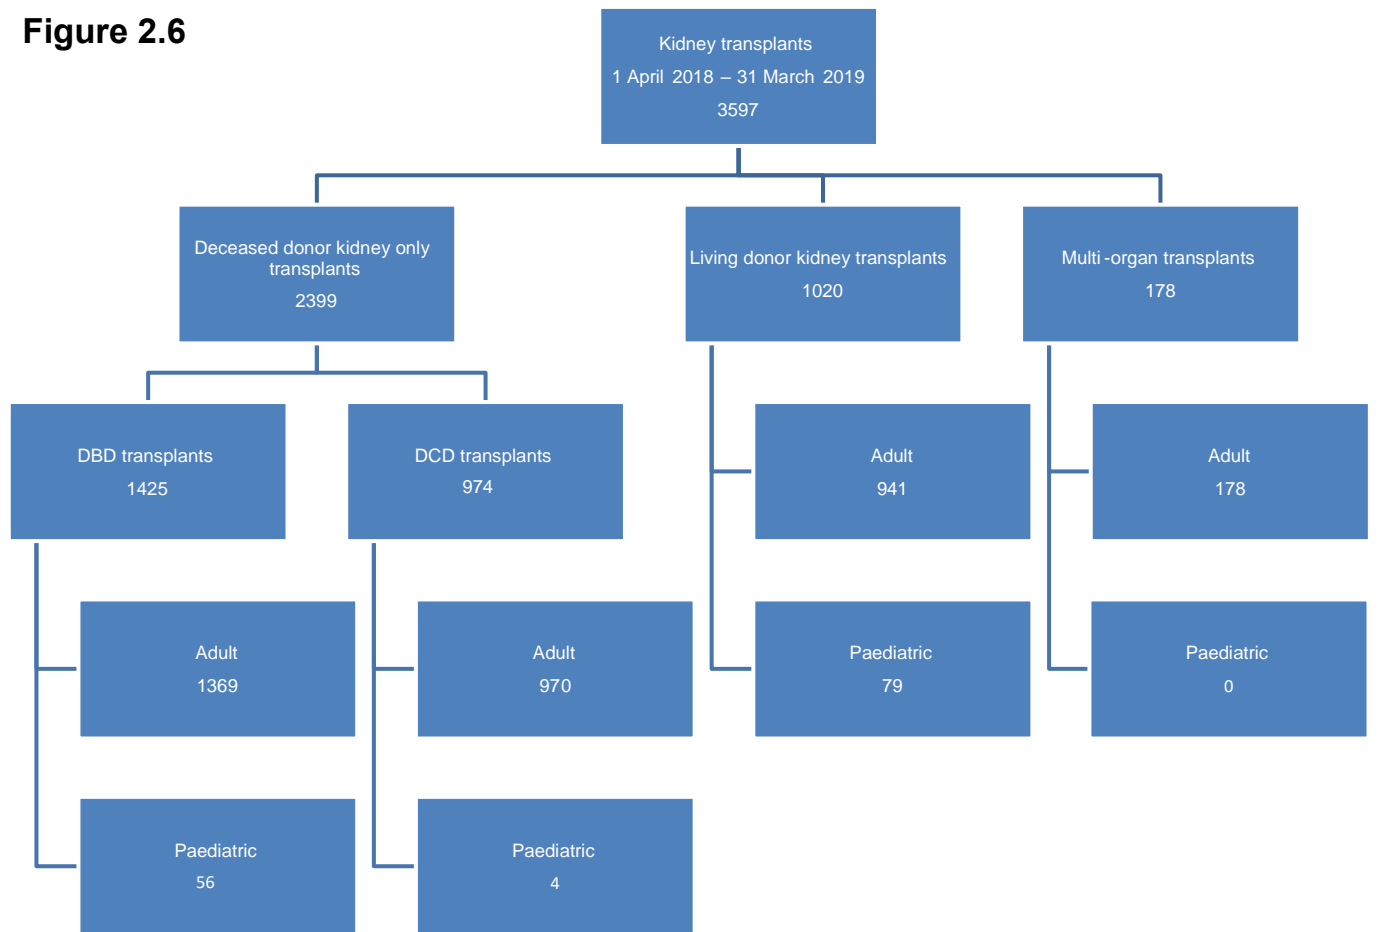 Figure 2.6
Kidney transplants
1 April 2018 – 31 March 2019
3597
Deceased donor kidney only
transplants
2399
Living donor kidney transplants
1020
Multi-organ transplants
178
DBD transplants
1425
DCD transplants
974
Adult
941
Adult
178
Adult
1369
Adult
970
Paediatric
79
Paediatric
0
Paediatric
56
Paediatric
4